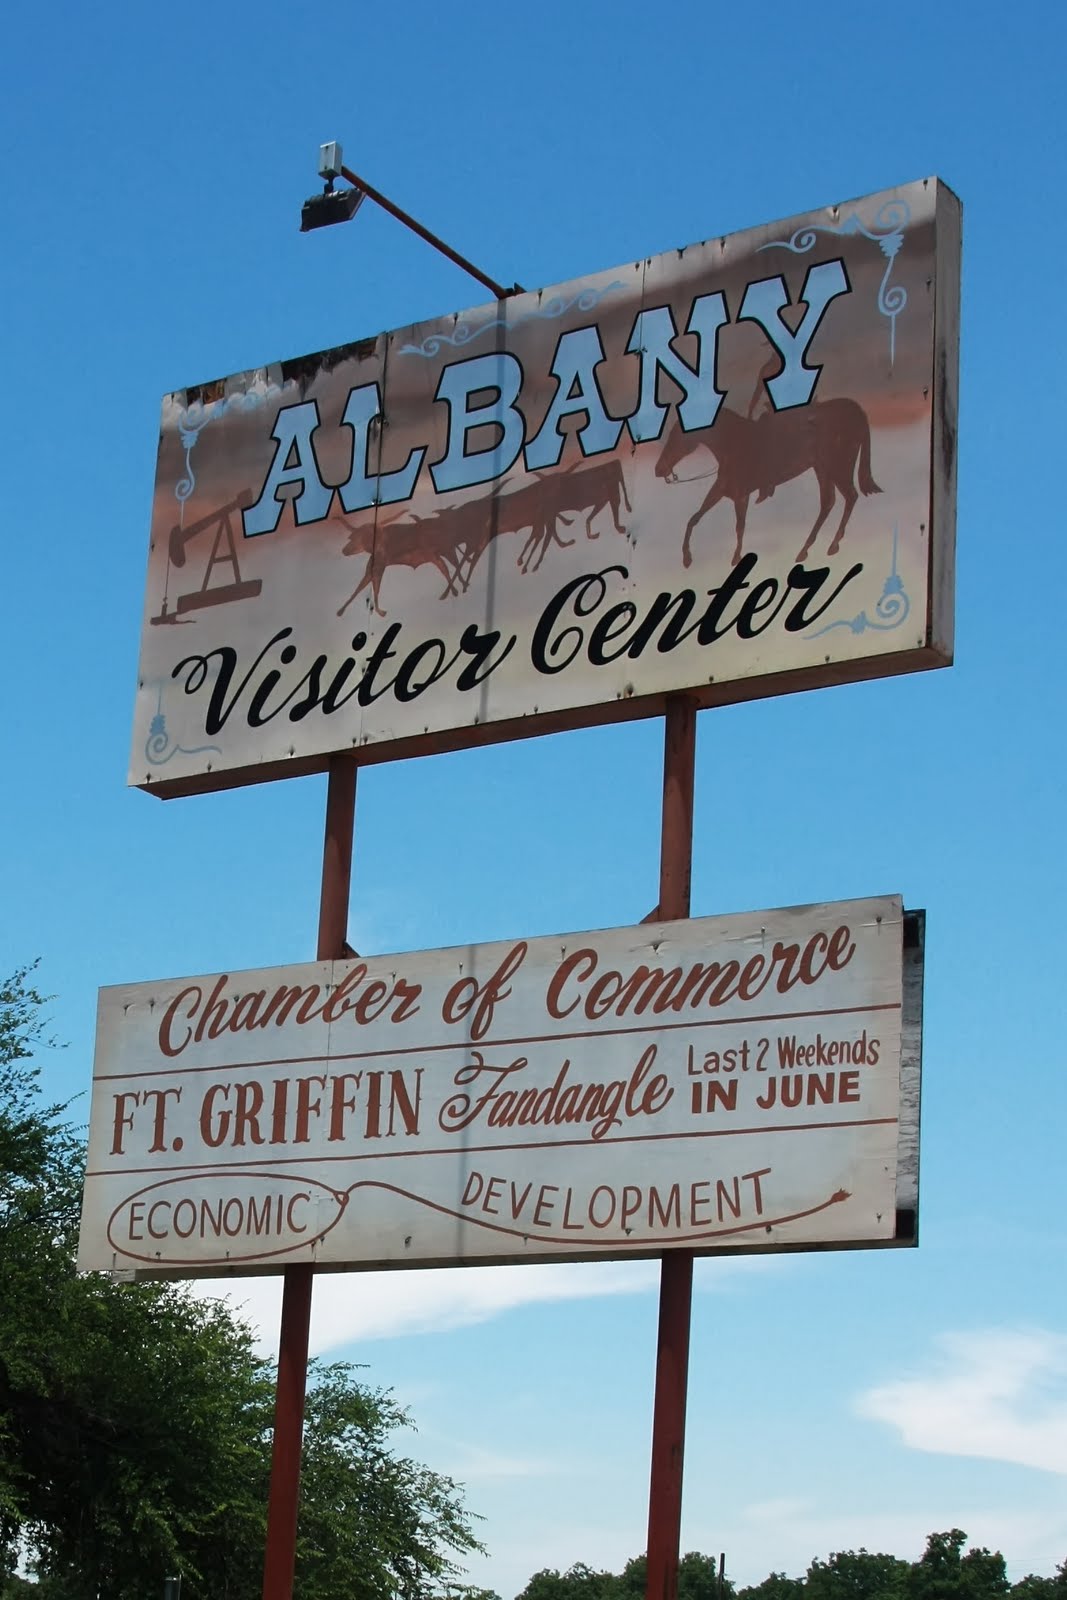 ALBANY
Visitor Center
Chamber of Commerce
FT. GRIFFIN Fandangle Last 2 Weekends
IN JUNE
ECONOMIC DEVELOPMENT